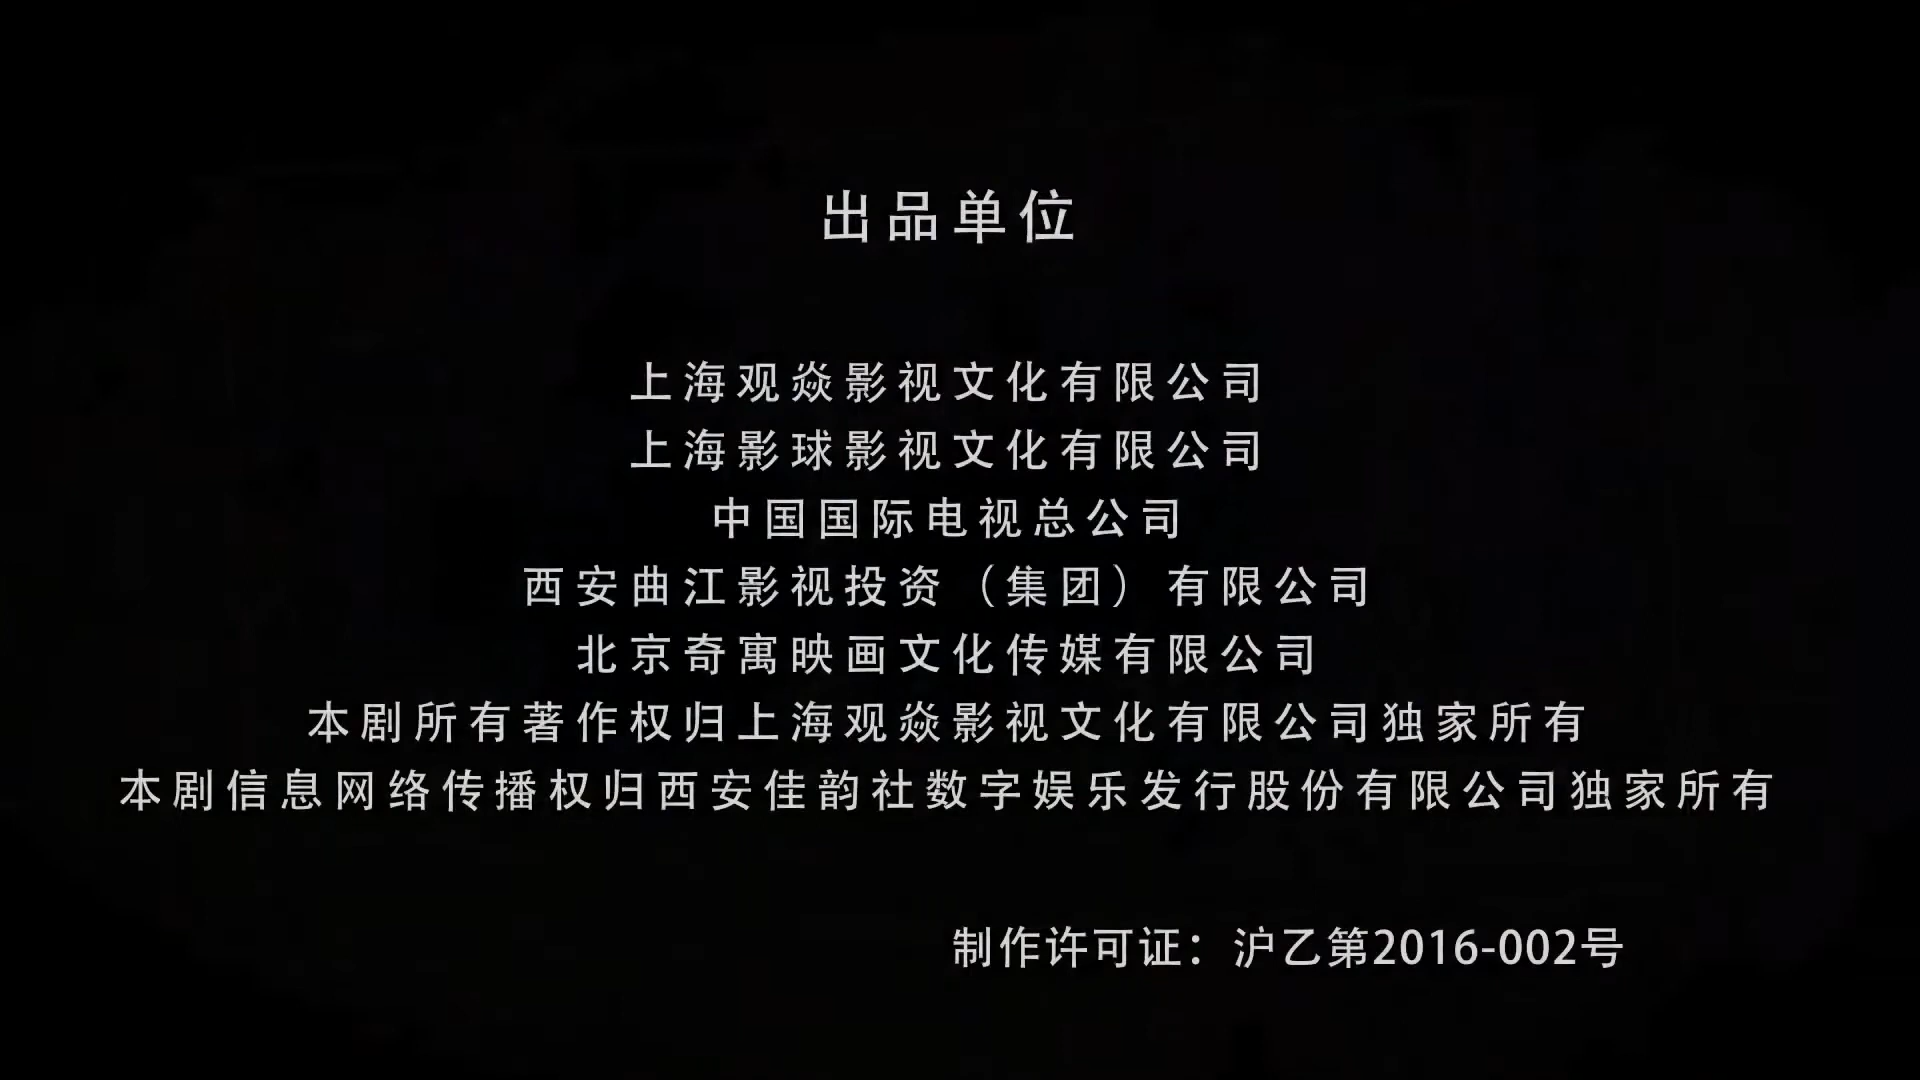 出品单位
上海观焱影视文化有限公司
上海影球影视文化有限公司
中国国际电视总公司
西安曲江影视投资（集团）有限公司
北京奇寓映画文化传媒有限公司
本剧所有著作权归上海观焱影视文化有限公司独家所有
本剧信息网络传播权归西安佳韵社数字娱乐发行股份有限公司独家所有
制作许可证：沪乙第2016-002号